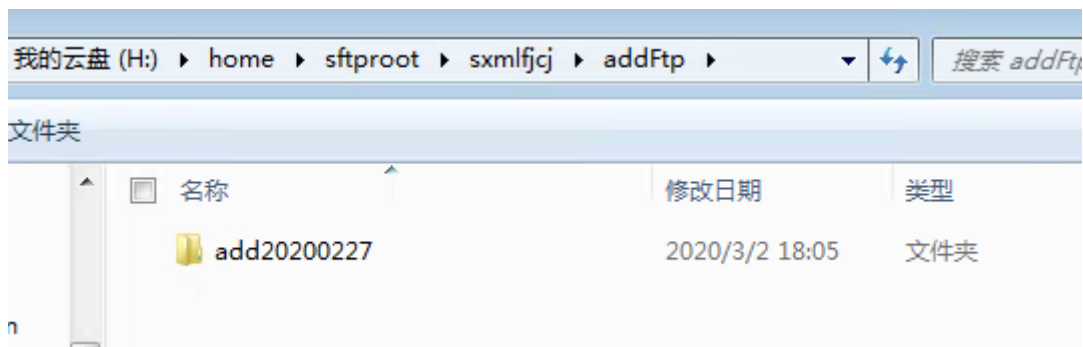 我的云盘 (H:) ▸ home ▸ sftproot ▸ sxmlfjcj ▸ addFtp ▸ 搜索 addFtp
文件夹
名称 修改日期 类型
add20200227 2020/3/2 18:05 文件夹
n